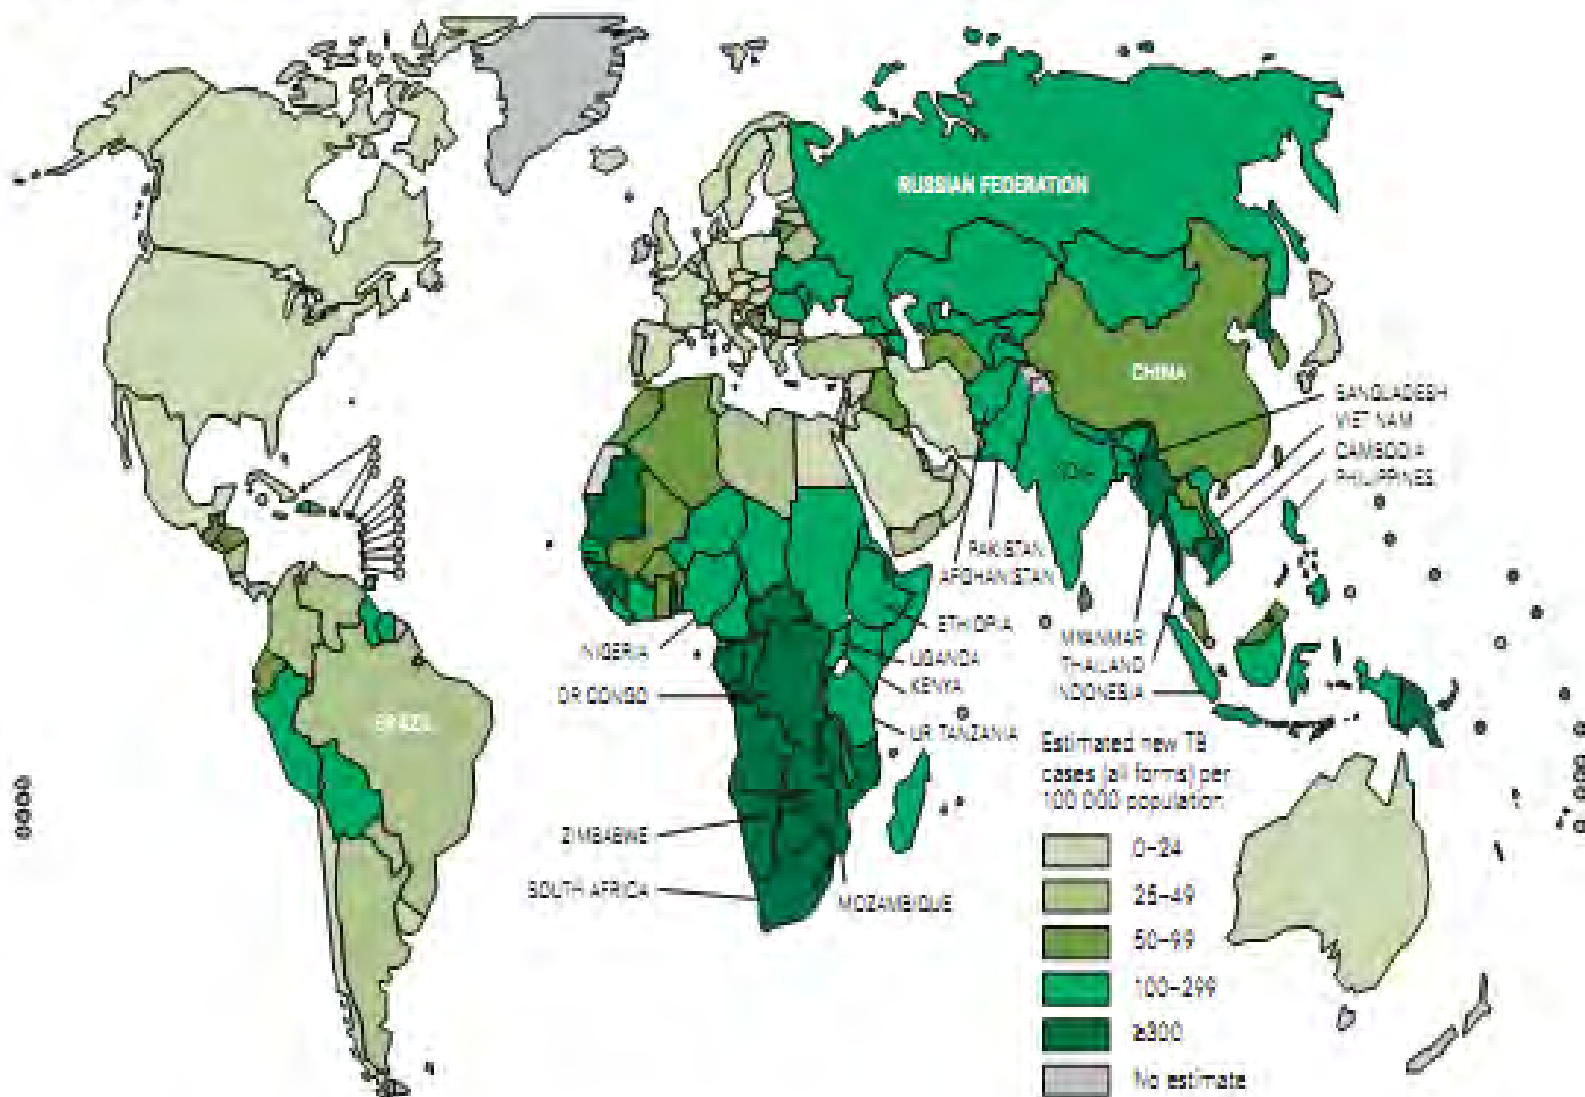 RUSSIAN FEDERATION
CHINA
BANGLADESH
VIET NAM
CAMBODIA
PHILIPPINES
INDIA
PAKISTAN
AFGHANISTAN
ETHIOPIA
UGANDA
KENYA
UR TANZANIA
NIGERIA
DR CONGO
MYANMAR
THAILAND
INDONESIA
BRAZIL
ZIMBABWE
SOUTH AFRICA
MOZAMBIQUE
Estimated new TB
cases (all forms) per
100 000 population
0–24
25–49
50–99
100–299
≥300
No estimate